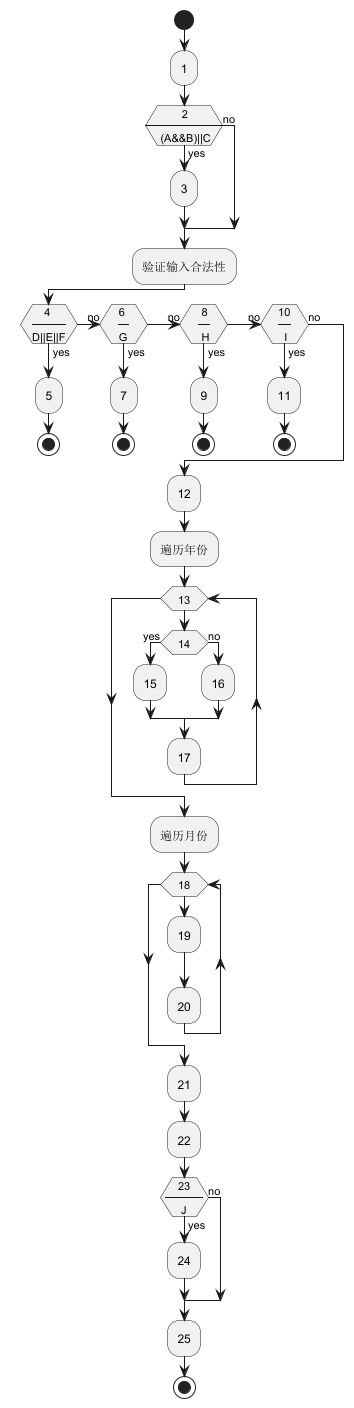 1
2
no
(A&&B)||C
yes
3
验证输入合法性
4
no
6
no
8
no
10
no
D||E||F
G
H
I
yes
yes
yes
yes
5
7
9
11
12
遍历年份
13
yes
14
no
15
16
17
遍历月份
18
19
20
21
22
23
no
J
yes
24
25